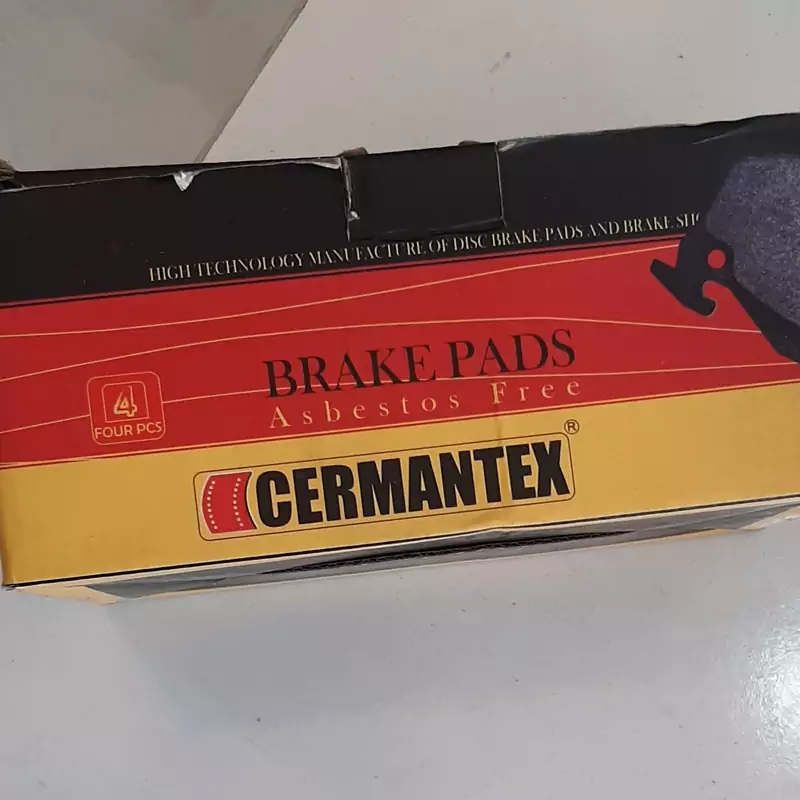 HIGH TECHNOLOGY MANUFACTURE OF DISC BRAKE PADS AND BRAKE
BRAKE PADS
Asbestos Free
4
FOUR PCS
CERMANTEX®